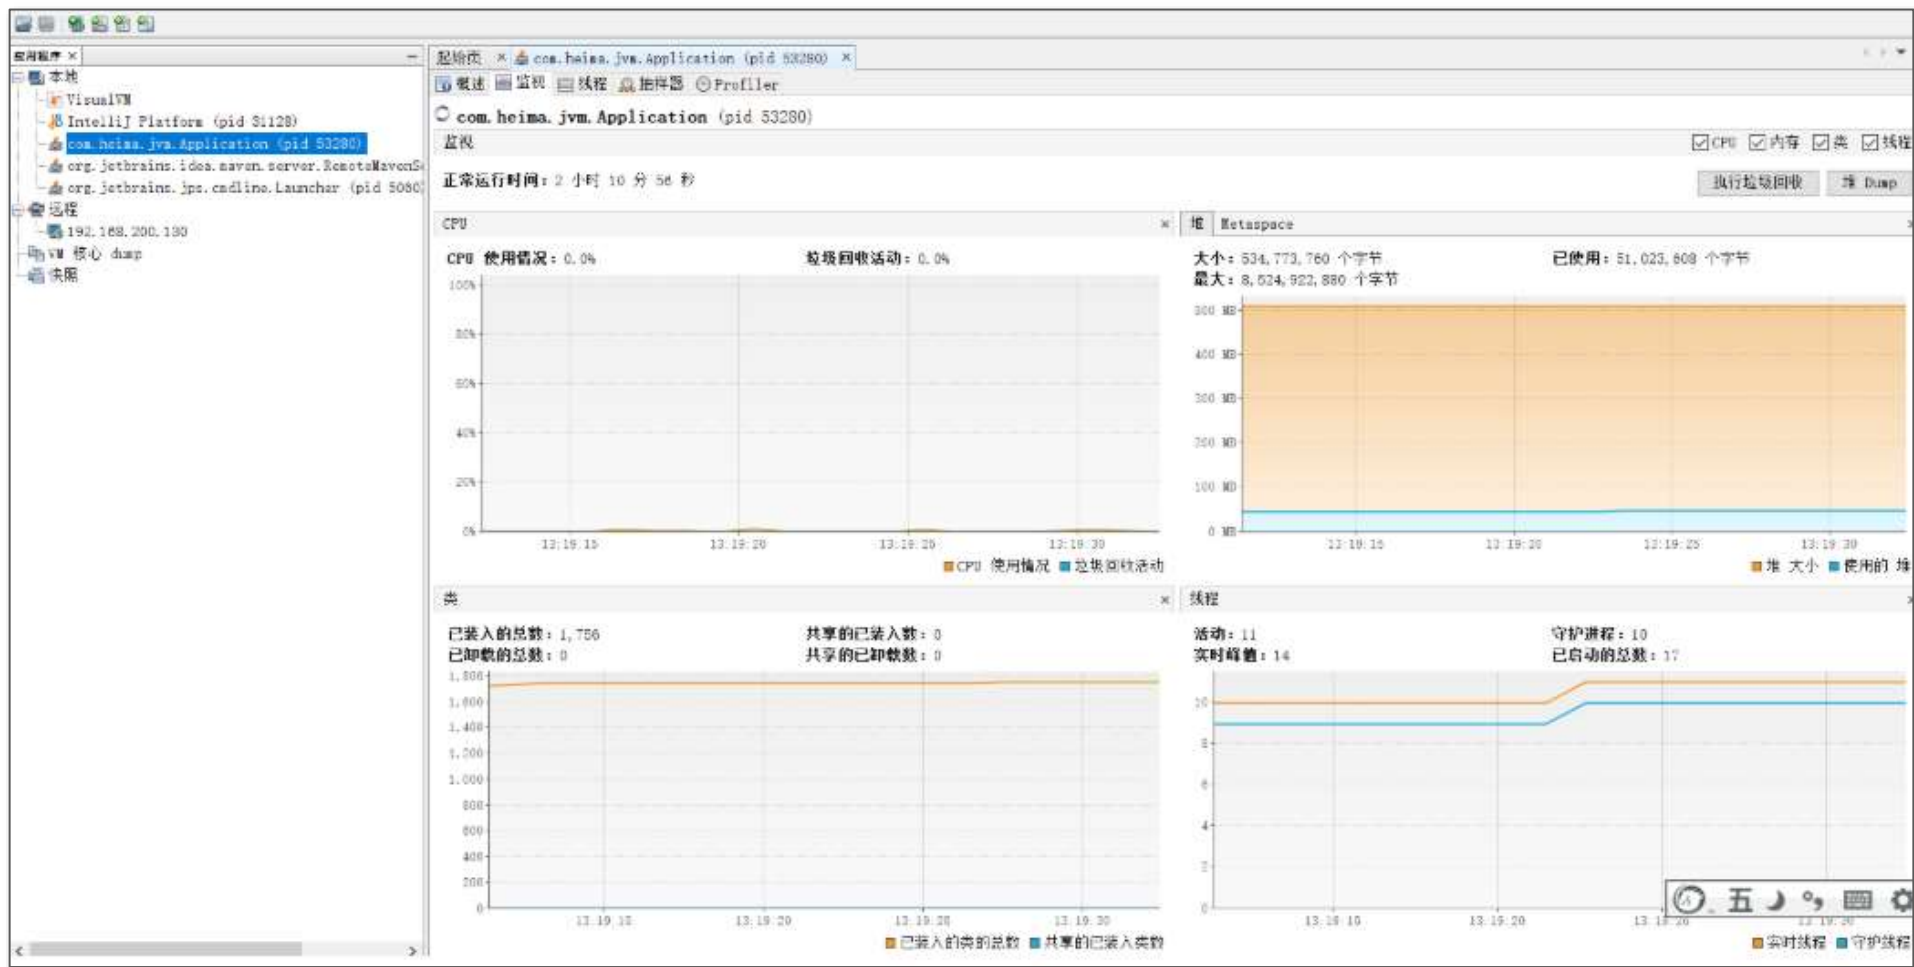 应用程序 ×
本地
VisualVM
IntelliJ Platform (pid 31128)
com.heima.jvm.Application (pid 53280)
org.jetbrains.idea.maven.server.RemoteMavenSe
org.jetbrains.jps.cmdline.Launcher (pid 5080
远程
192.168.200.130
VM 核心 dump
快照
起始页 × com.heima.jvm.Application (pid 53280) ×
概述 监视 线程 抽样器 Profiler
com.heima.jvm.Application (pid 53280)
监视 CPU 内存 类 线程
正常运行时间: 2 小时 10 分 56 秒
执行垃圾回收 堆 Dump
CPU ×
CPU 使用情况: 0.0% 垃圾回收活动: 0.0%
100%
80%
60%
40%
20%
0%
13:19:15 13:19:20 13:19:25 13:19:30
CPU 使用情况 垃圾回收活动
堆 Metaspace
大小: 534,773,760 个字节 已使用: 51,023,608 个字节
最大: 8,524,922,880 个字节
500 MB
400 MB
300 MB
200 MB
100 MB
0 MB
13:19:15 13:19:20 13:19:25 13:19:30
堆 大小 使用的 堆
类 ×
已装入的总数: 1,756 共享的已装入数: 0
已卸载的总数: 0 共享的已卸载数: 0
1,800
1,600
1,400
1,200
1,000
800
600
400
200
0
13:19:15 13:19:20 13:19:25 13:19:30
已装入的类的总数 共享的已装入类数
线程
活动: 11 守护进程: 10
实时峰值: 14 已启动的总数: 17
10
8
6
4
2
0
13:19:15 13:19:20
五
实时线程 守护线程